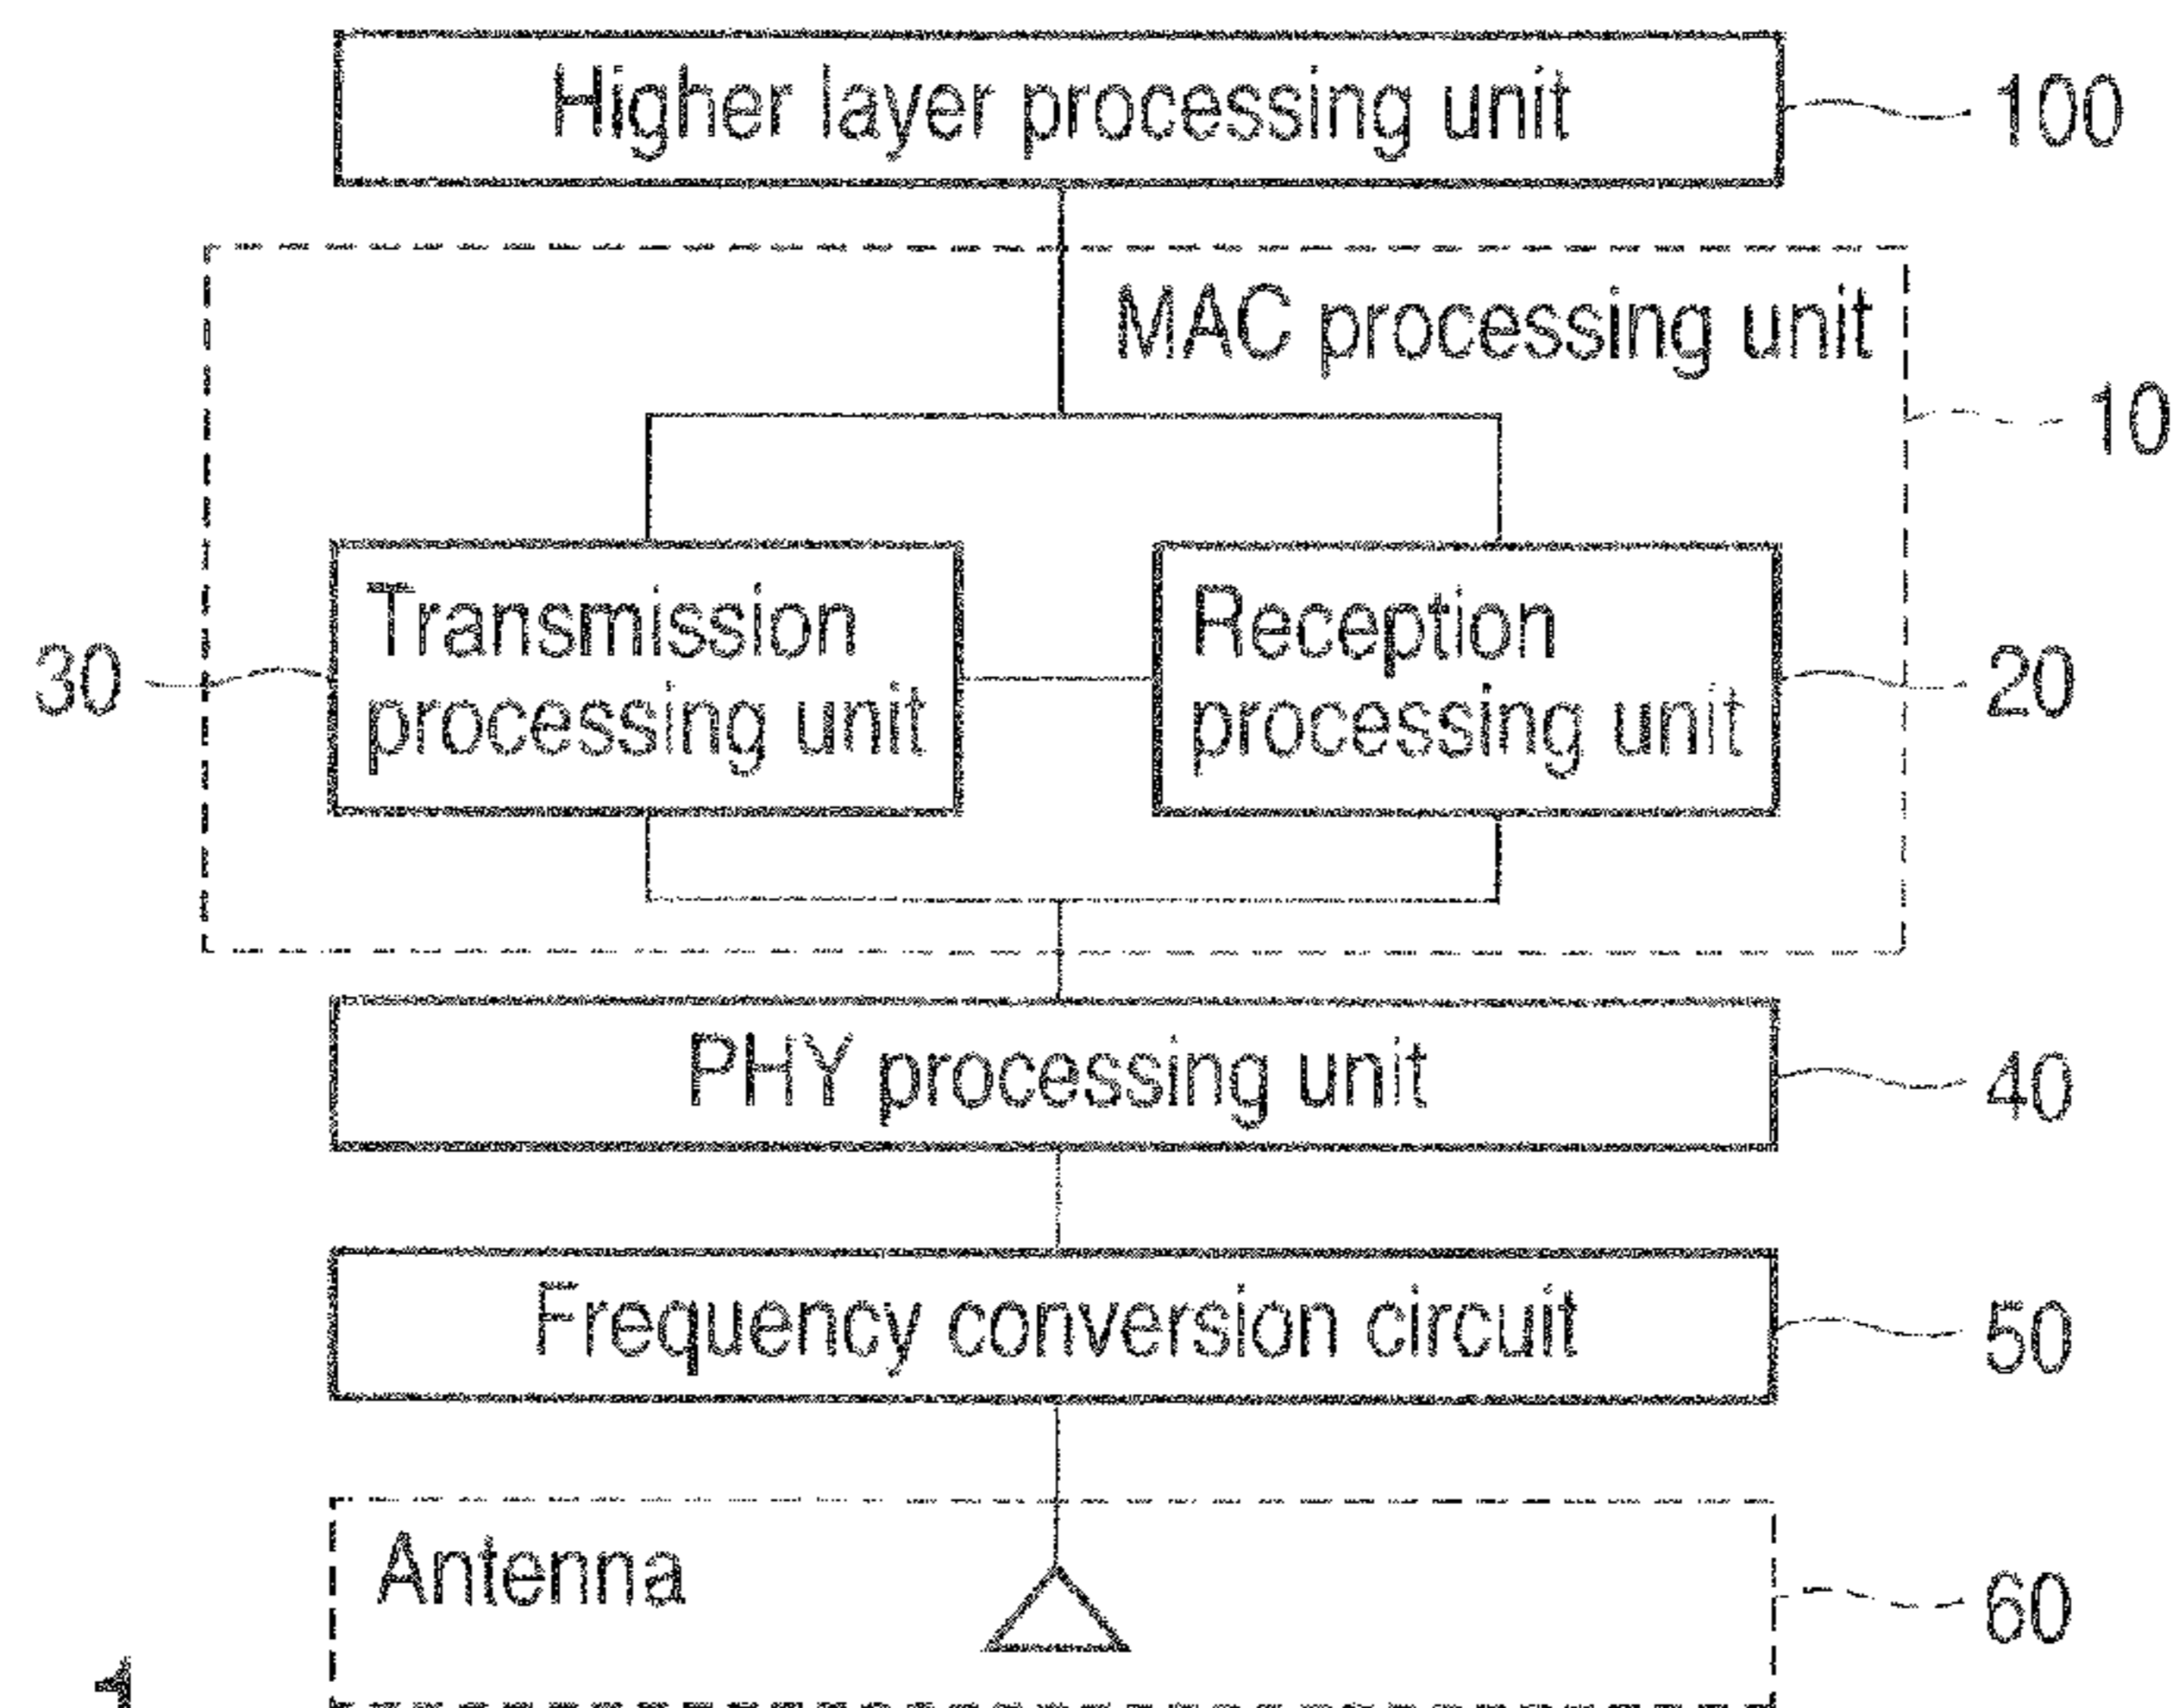 Higher layer processing unit
100
MAC processing unit
10
Transmission
processing unit
30
Reception
processing unit
20
PHY processing unit
40
Frequency conversion circuit
50
Antenna
60
1